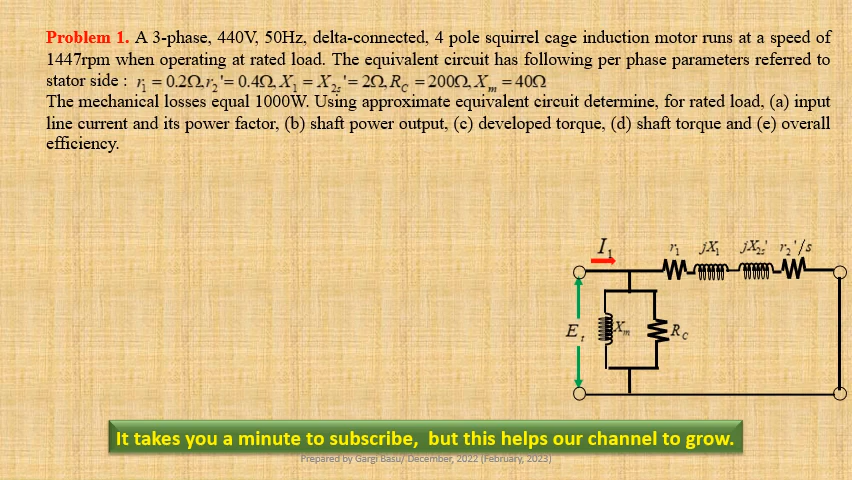 Problem 1. A 3-phase, 440V, 50Hz, delta-connected, 4 pole squirrel cage induction motor runs at a speed of
1447rpm when operating at rated load. The equivalent circuit has following per phase parameters referred to
stator side : r₁ = 0.2Ω, r₂' = 0.4Ω, X₁ = X₂ₛ' = 2Ω, R_C = 200Ω, X_m = 40Ω
The mechanical losses equal 1000W. Using approximate equivalent circuit determine, for rated load, (a) input
line current and its power factor, (b) shaft power output, (c) developed torque, (d) shaft torque and (e) overall
efficiency.
I₁ r₁ jX₁ jX₂ₛ' r₂'/s
E_t X_m R_C
It takes you a minute to subscribe, but this helps our channel to grow.
Prepared by Gargi Basu/ December, 2022 (February, 2023)